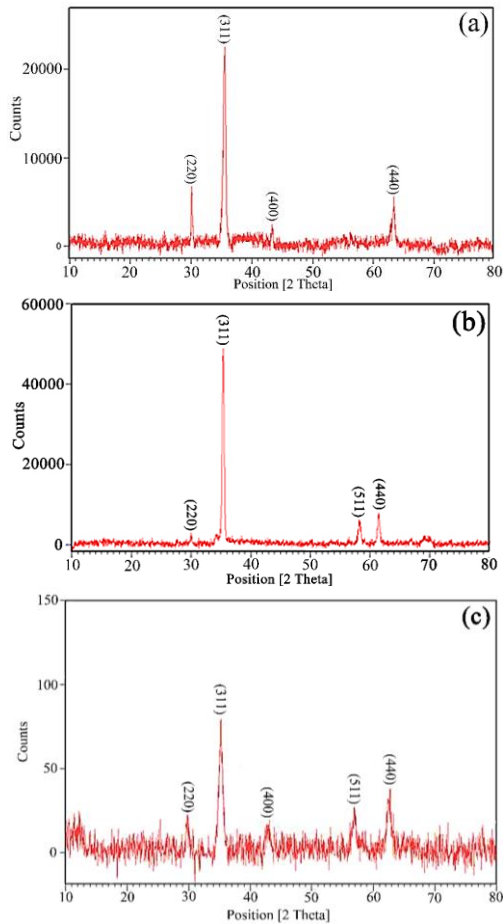 (a)
(311)
20000
Counts
10000
(220)
(440)
(400)
0
10 20 30 40 50 60 70 80
Position [2 Theta]
60000
(b)
(311)
40000
Counts
20000
(220)
(511)
(440)
0
10 20 30 40 50 60 70 80
Position [2 Theta]
150
(c)
100
(311)
Counts
50
(220)
(400)
(511)
(440)
0
10 20 30 40 50 60 70 80
Position [2 Theta]